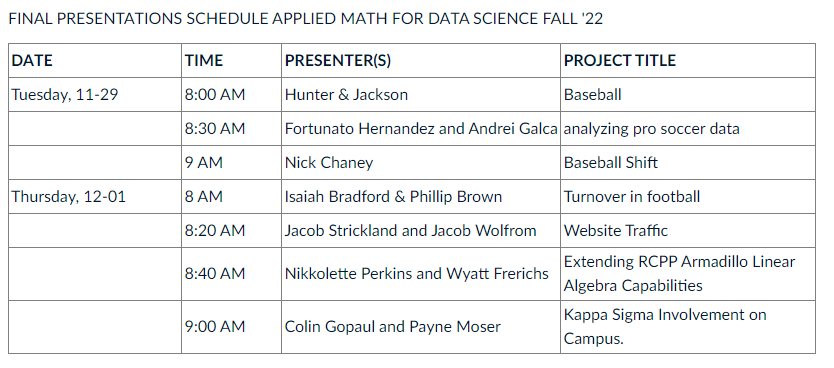 FINAL PRESENTATIONS SCHEDULE APPLIED MATH FOR DATA SCIENCE FALL '22
DATE TIME PRESENTER(S) PROJECT TITLE
Tuesday, 11-29 8:00 AM Hunter & Jackson Baseball
8:30 AM Fortunato Hernandez and Andrei Galca analyzing pro soccer data
9 AM Nick Chaney Baseball Shift
Thursday, 12-01 8 AM Isaiah Bradford & Phillip Brown Turnover in football
8:20 AM Jacob Strickland and Jacob Wolfrom Website Traffic
8:40 AM Nikkolette Perkins and Wyatt Frerichs Extending RCPP Armadillo Linear
Algebra Capabilities
9:00 AM Colin Gopaul and Payne Moser Kappa Sigma Involvement on
Campus.